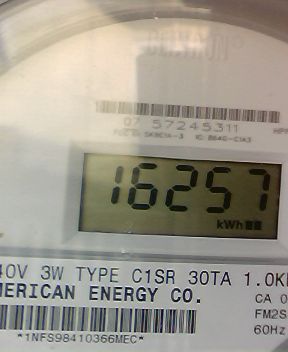 07 57245311
16257
kWh
40V 3W TYPE C1SR 30TA 1.0K
MERICAN ENERGY CO.
CA 0
FM2S
60Hz
*1NFS98410366MEC*